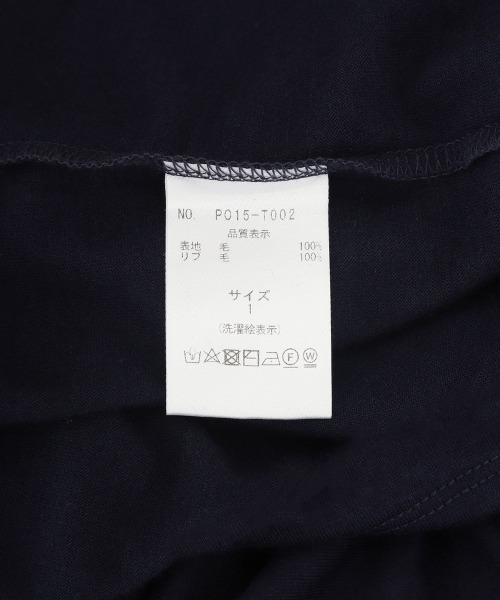 NO. PO15-T002
品質表示
表地 毛 100%
リブ 毛 100%
サイズ
1
(洗濯絵表示)
F W